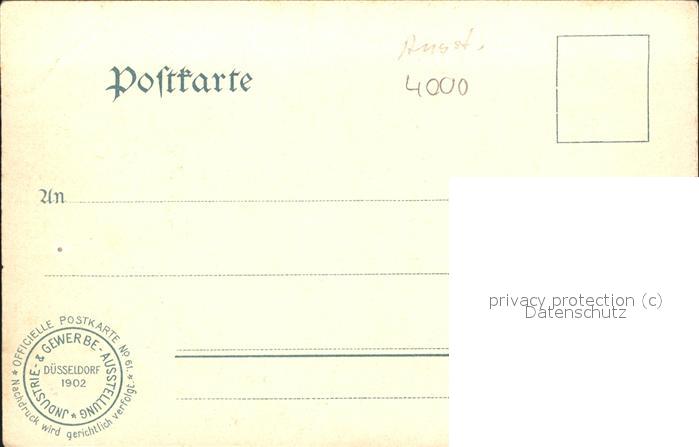 Ausst.
Postkarte
4000
An
privacy protection (c)
Datenschutz
* OFFICIELLE POSTKARTE No 61. *
Nachdruck wird gerichtlich verfolgt.
JNDUSTRIE- & GEWERBE-AUSSTELLUNG *
DÜSSELDORF
1902